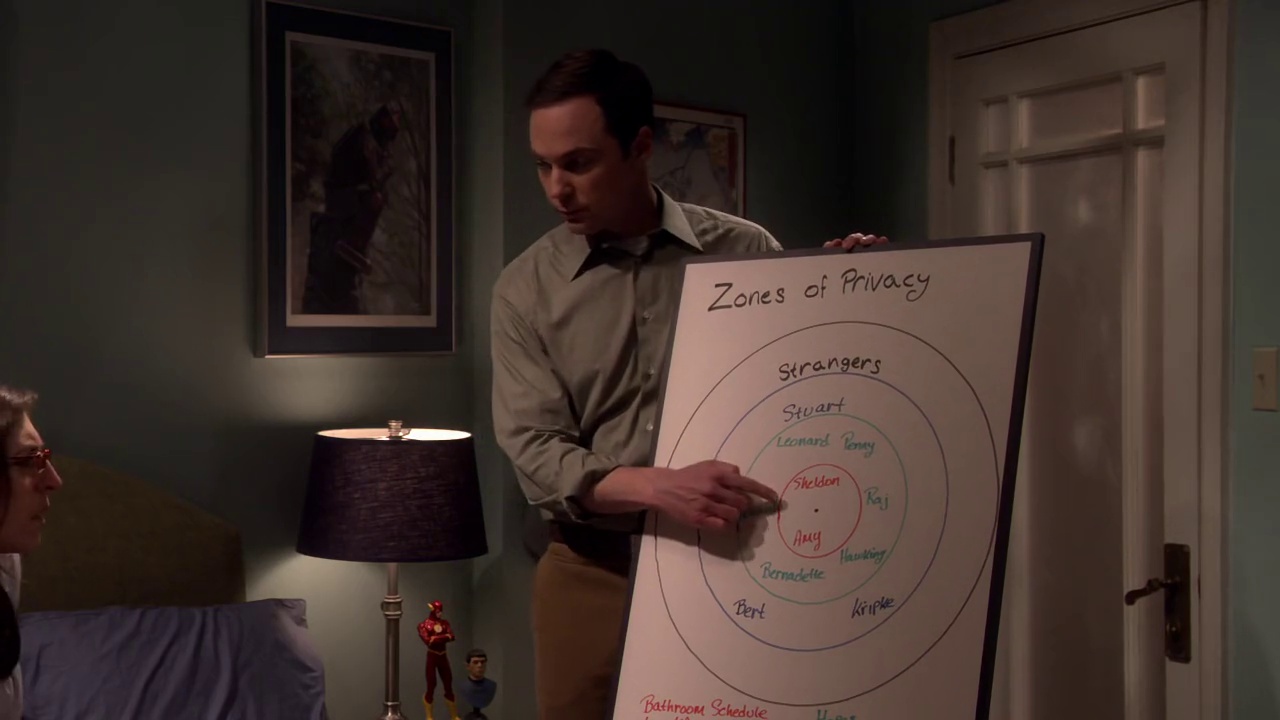 Zones of Privacy
Strangers
Stuart
Leonard Penny
Sheldon
Raj
Amy
Hawking
Bernadette
Bert Kripke
Bathroom Schedule